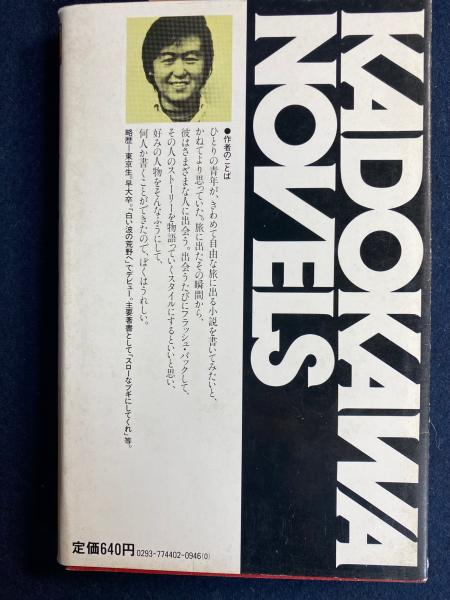 KADOKAWA
NOVELS
●作者のことば
ひとりの青年が、きわめて自由な旅に出る小説を書いてみたいと、
かねてより思っていた。旅に出たその瞬間から、
彼はさまざまな人に出会う。出会うたびにフラッシュ・バックして、
その人のストーリーを物語っていくスタイルにするといいと思い、
好みの人物をそんなふうにして、
何人か書くことができたので、ぼくはうれしい。
略歴―東京生。早大卒。「白い波の荒野へ」でデビュー。主要著書として、「スローなブギにしてくれ」等。
定価640円 0293-774402-0946(0)